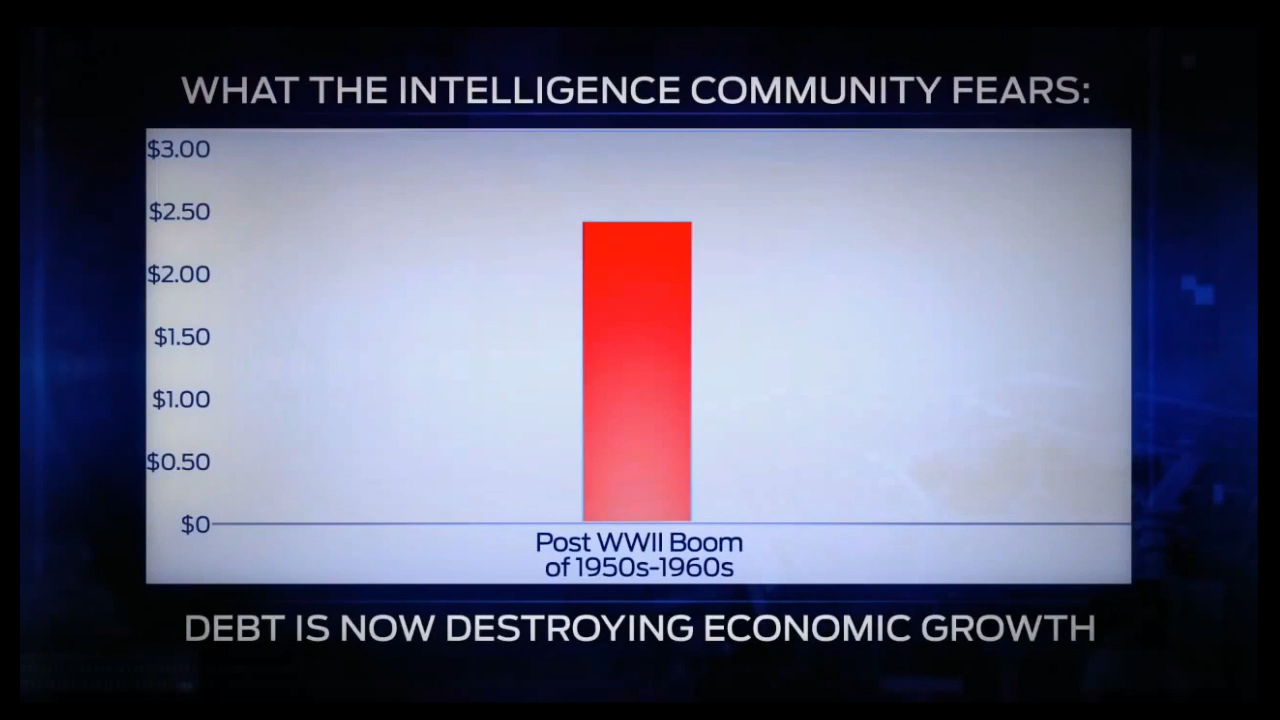 WHAT THE INTELLIGENCE COMMUNITY FEARS:
$3.00
$2.50
$2.00
$1.50
$1.00
$0.50
$0
Post WWII Boom
of 1950s-1960s
DEBT IS NOW DESTROYING ECONOMIC GROWTH